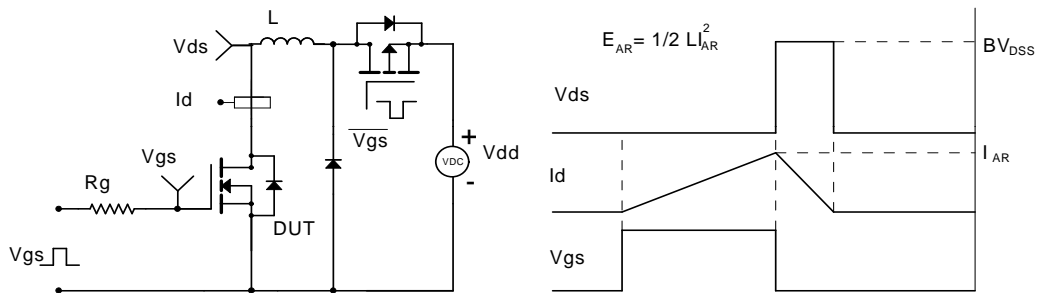 L
Vds
Id
Vgs
Vgs
Rg
DUT
Vgs
VDC
+
-
Vdd
E_AR= 1/2 LI_AR^2
BV_DSS
Vds
I_AR
Id
Vgs